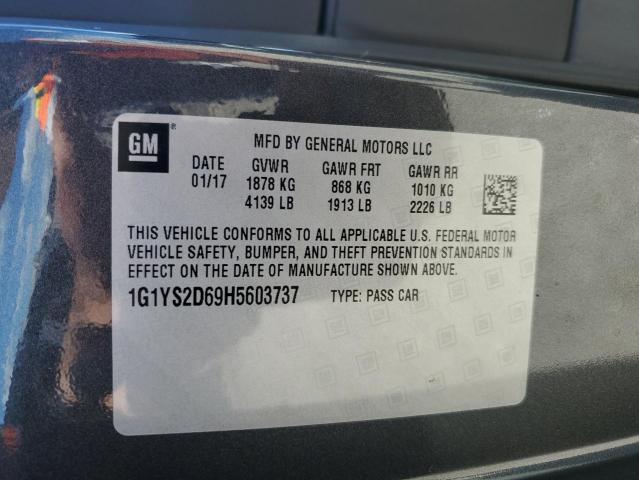 GM ®
MFD BY GENERAL MOTORS LLC
DATE GVWR GAWR FRT GAWR RR
01/17 1878 KG 868 KG 1010 KG
4139 LB 1913 LB 2226 LB
THIS VEHICLE CONFORMS TO ALL APPLICABLE U.S. FEDERAL MOTOR
VEHICLE SAFETY, BUMPER, AND THEFT PREVENTION STANDARDS IN
EFFECT ON THE DATE OF MANUFACTURE SHOWN ABOVE.
1G1YS2D69H5603737 TYPE: PASS CAR